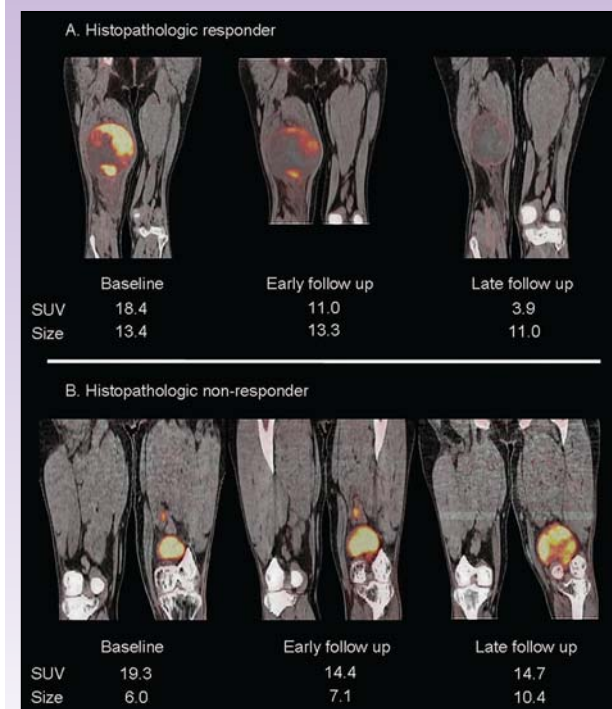 A. Histopathologic responder
Baseline Early follow up Late follow up
SUV 18.4 11.0 3.9
Size 13.4 13.3 11.0
B. Histopathologic non-responder
Baseline Early follow up Late follow up
SUV 19.3 14.4 14.7
Size 6.0 7.1 10.4